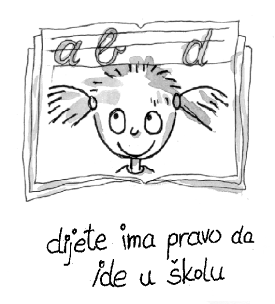 a b d
dijete ima pravo da
ide u školu